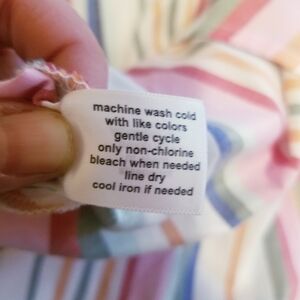 machine wash cold
with like colors
gentle cycle
only non-chlorine
bleach when needed
line dry
cool iron if needed